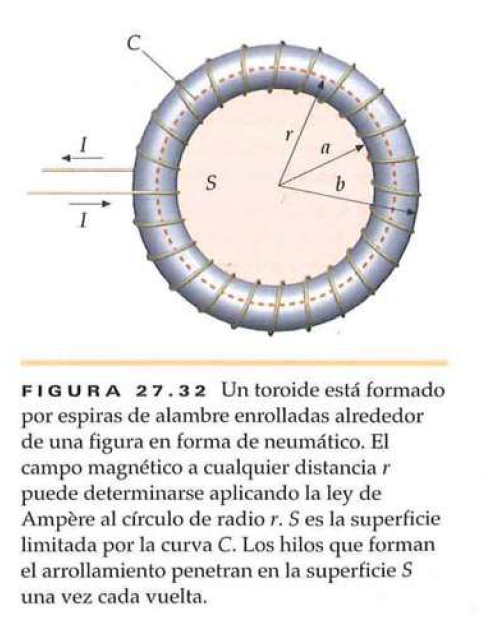 C
r
a
I
S
b
I
FIGURA 27.32 Un toroide está formado
por espiras de alambre enrolladas alrededor
de una figura en forma de neumático. El
campo magnético a cualquier distancia r
puede determinarse aplicando la ley de
Ampère al círculo de radio r. S es la superficie
limitada por la curva C. Los hilos que forman
el arrollamiento penetran en la superficie S
una vez cada vuelta.